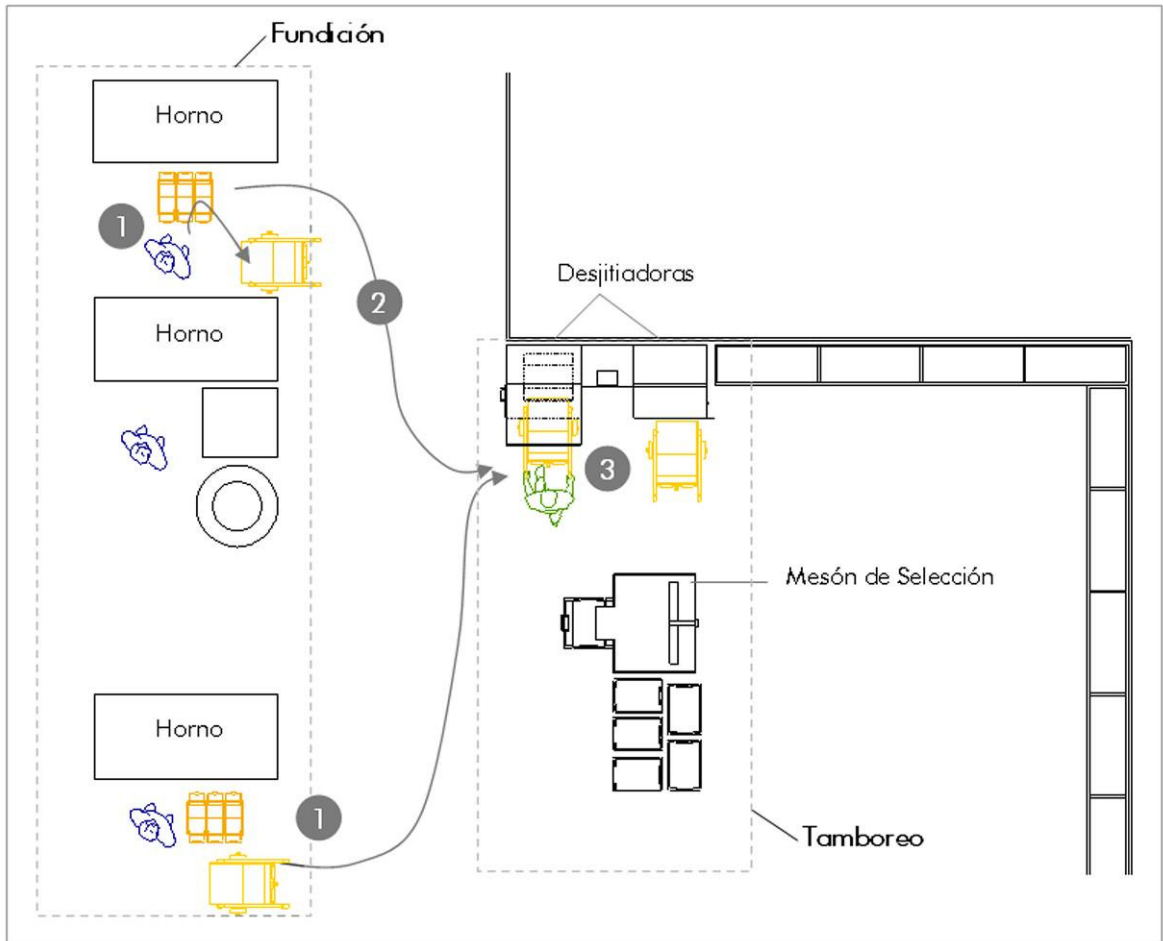 Fundición
Horno
1
2
Horno
Desjitiadoras
3
Mesón de Selección
Horno
1
Tamboreo